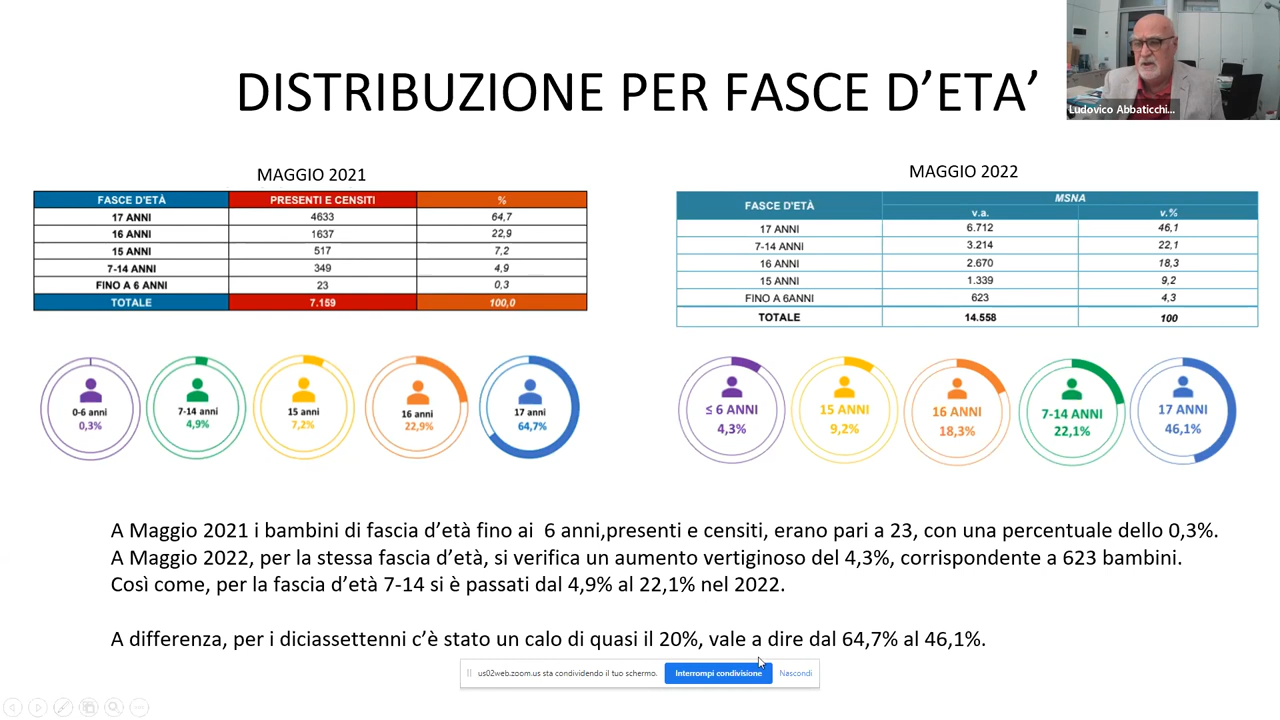 DISTRIBUZIONE PER FASCE D'ETA'
Ludovico Abbaticchi...
MAGGIO 2021
FASCE D'ETÀ PRESENTI E CENSITI %
17 ANNI 4633 64,7
16 ANNI 1637 22,9
15 ANNI 517 7,2
7-14 ANNI 349 4,9
FINO A 6 ANNI 23 0,3
TOTALE 7.159 100,0
MAGGIO 2022
FASCE D'ETÀ MSNA
v.a. v.%
17 ANNI 6.712 46,1
7-14 ANNI 3.214 22,1
16 ANNI 2.670 18,3
15 ANNI 1.339 9,2
FINO A 6ANNI 623 4,3
TOTALE 14.558 100
0-6 anni
0,3%
7-14 anni
4,9%
15 anni
7,2%
16 anni
22,9%
17 anni
64,7%
≤ 6 ANNI
4,3%
15 ANNI
9,2%
16 ANNI
18,3%
7-14 ANNI
22,1%
17 ANNI
46,1%
A Maggio 2021 i bambini di fascia d'età fino ai  6 anni,presenti e censiti, erano pari a 23, con una percentuale dello 0,3%.
A Maggio 2022, per la stessa fascia d'età, si verifica un aumento vertiginoso del 4,3%, corrispondente a 623 bambini.
Così come, per la fascia d'età 7-14 si è passati dal 4,9% al 22,1% nel 2022.
A differenza, per i diciassettenni c'è stato un calo di quasi il 20%, vale a dire dal 64,7% al 46,1%.
us02web.zoom.us sta condividendo il tuo schermo. Interrompi condivisione Nascondi